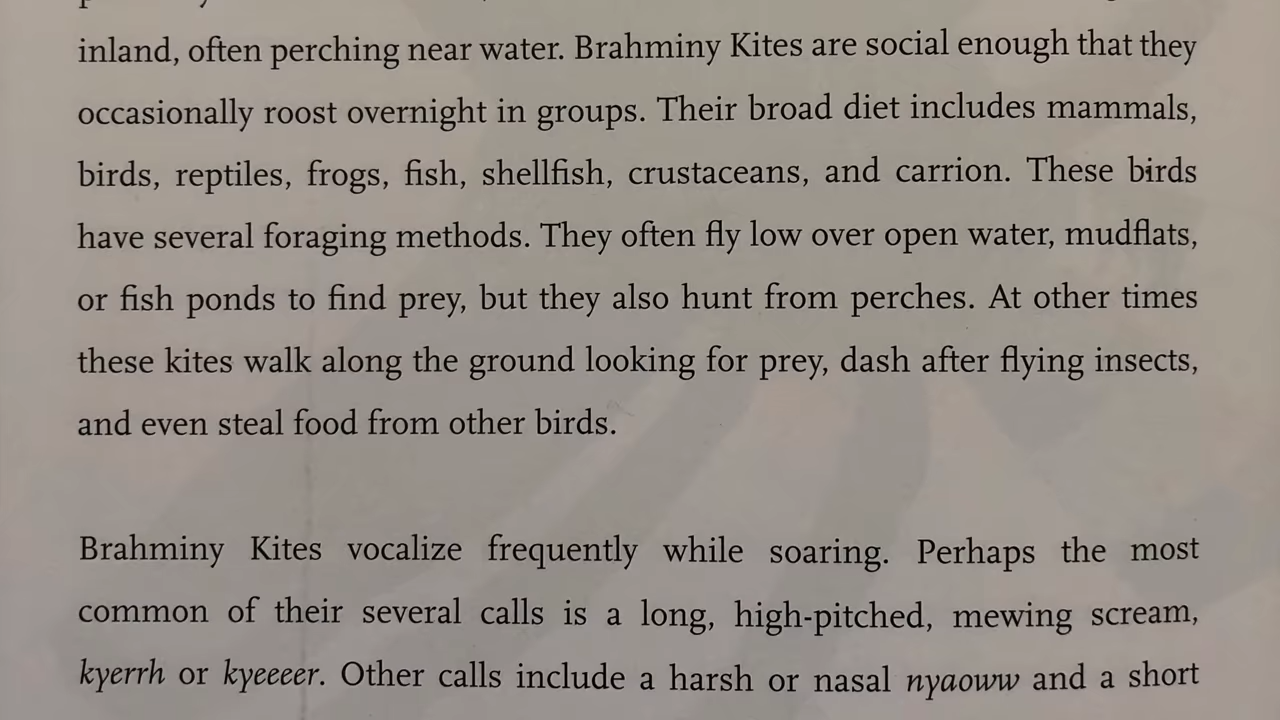 inland, often perching near water. Brahminy Kites are social enough that they
occasionally roost overnight in groups. Their broad diet includes mammals,
birds, reptiles, frogs, fish, shellfish, crustaceans, and carrion. These birds
have several foraging methods. They often fly low over open water, mudflats,
or fish ponds to find prey, but they also hunt from perches. At other times
these kites walk along the ground looking for prey, dash after flying insects,
and even steal food from other birds.
Brahminy Kites vocalize frequently while soaring. Perhaps the most
common of their several calls is a long, high-pitched, mewing scream,
kyerrh or kyeeeer. Other calls include a harsh or nasal nyaoww and a short